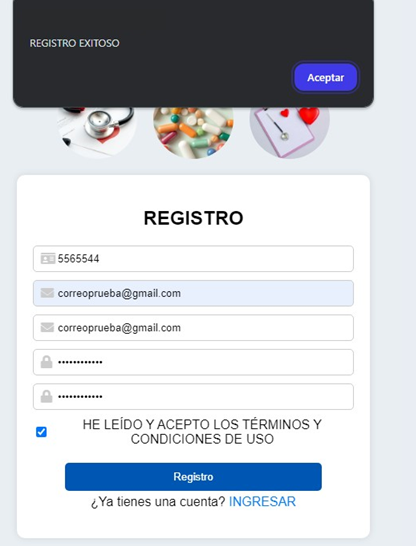 REGISTRO EXITOSO
Aceptar
REGISTRO
5565544
correoprueba@gmail.com
correoprueba@gmail.com
••••••••••••
••••••••••••
HE LEÍDO Y ACEPTO LOS TÉRMINOS Y
CONDICIONES DE USO
Registro
¿Ya tienes una cuenta? INGRESAR